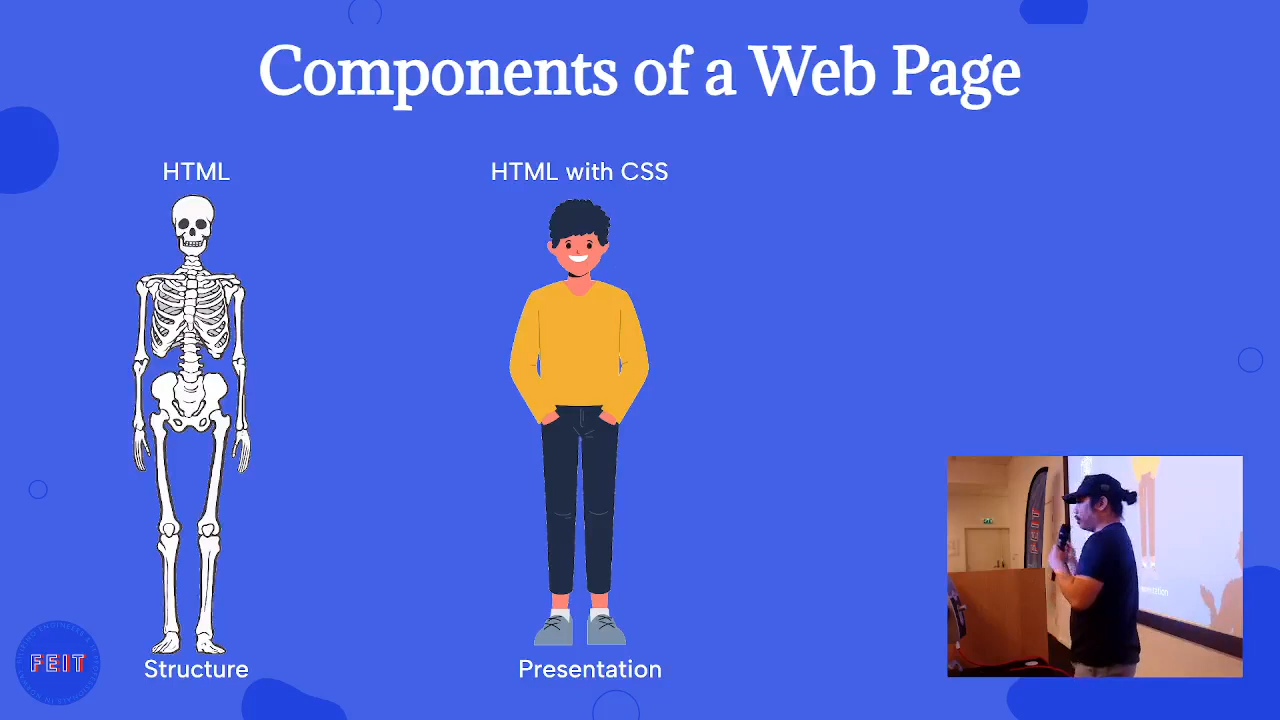 Components of a Web Page
HTML
HTML with CSS
Structure
Presentation
FEIT